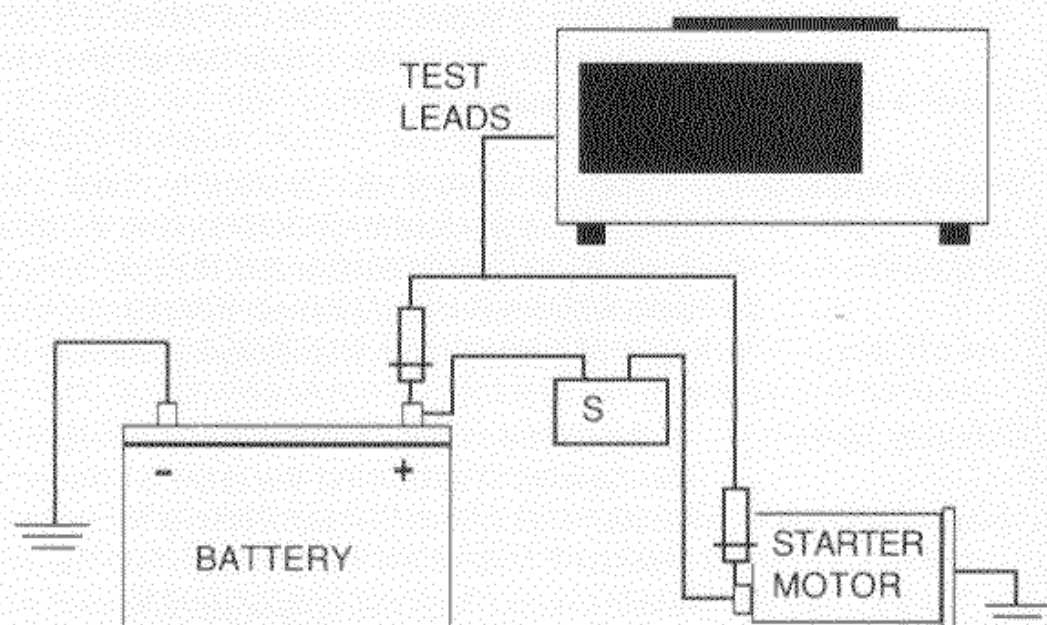 TEST
LEADS
S
- +
BATTERY
STARTER
MOTOR